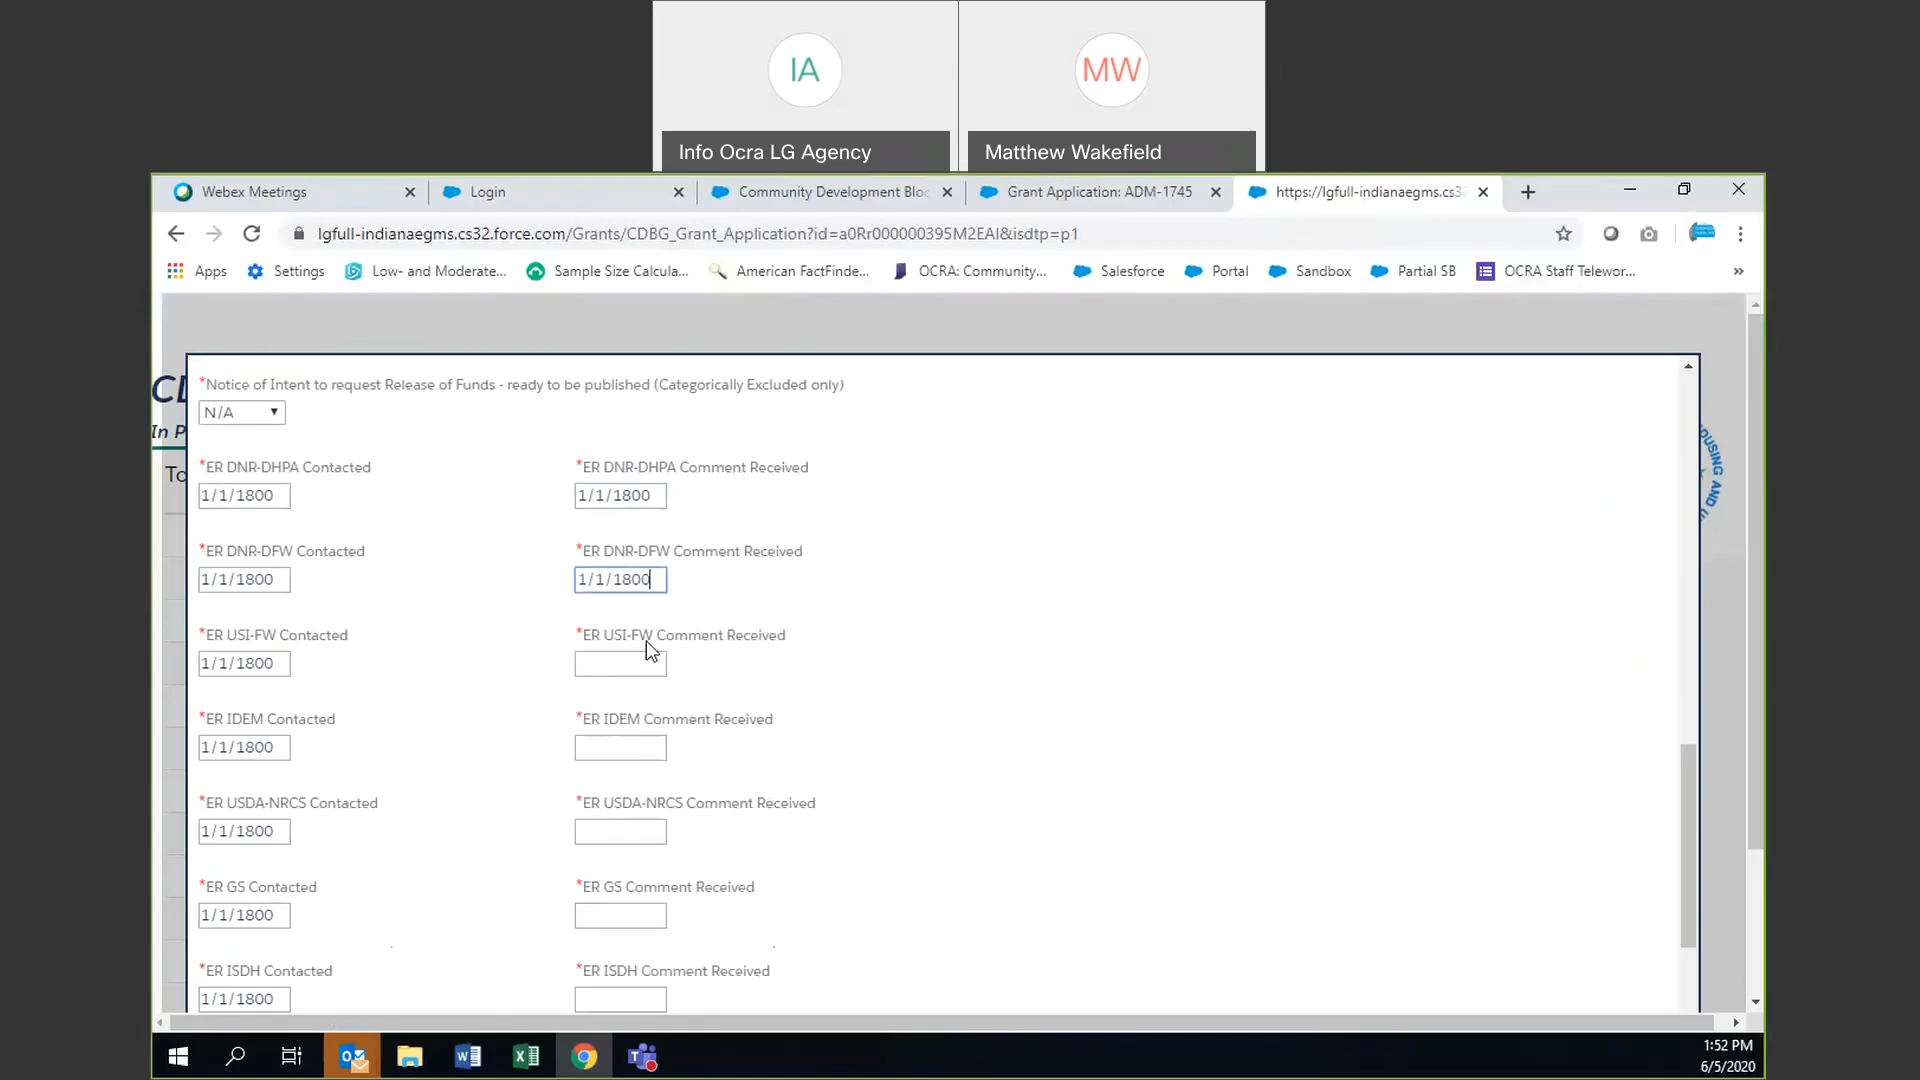 IA
MW
Info Ocra LG Agency
Matthew Wakefield
Webex Meetings
Login
Community Development Bloc
Grant Application: ADM-1745
https://lgfull-indianaegms.cs32
lgfull-indianaegms.cs32.force.com/Grants/CDBG_Grant_Application?id=a0Rr000000395M2EAI&isdtp=p1
Apps
Settings
Low- and Moderate...
Sample Size Calcula...
American FactFinde...
OCRA: Community...
Salesforce
Portal
Sandbox
Partial SB
OCRA Staff Telewor...
»
In P
To
*Notice of Intent to request Release of Funds - ready to be published (Categorically Excluded only)
N/A
*ER DNR-DHPA Contacted
*ER DNR-DHPA Comment Received
1/1/1800
1/1/1800
*ER DNR-DFW Contacted
*ER DNR-DFW Comment Received
1/1/1800
1/1/1800
*ER USI-FW Contacted
*ER USI-FW Comment Received
1/1/1800
*ER IDEM Contacted
*ER IDEM Comment Received
1/1/1800
*ER USDA-NRCS Contacted
*ER USDA-NRCS Comment Received
1/1/1800
*ER GS Contacted
*ER GS Comment Received
1/1/1800
*ER ISDH Contacted
*ER ISDH Comment Received
1/1/1800
1:52 PM
6/5/2020